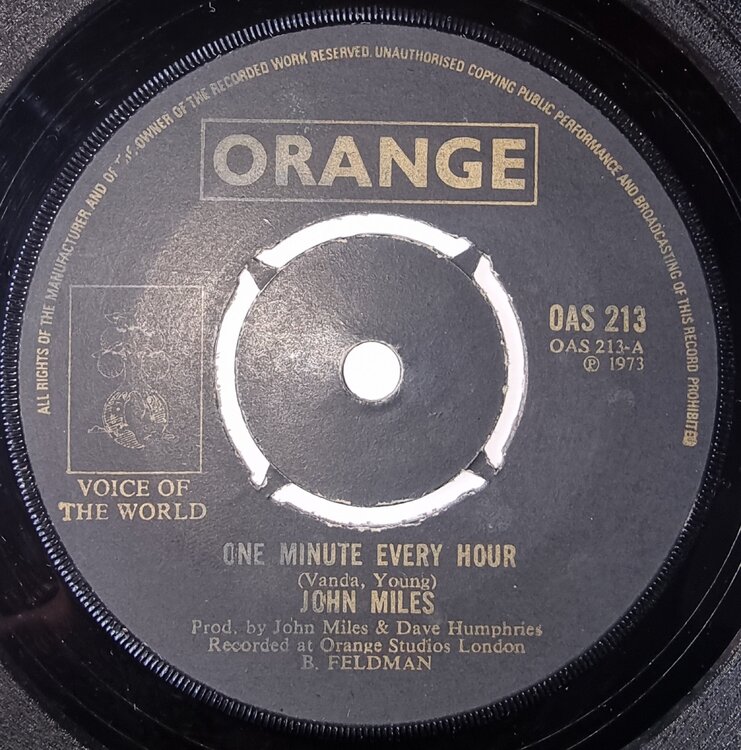 ALL RIGHTS OF THE MANUFACTURER AND OF THE OWNER OF THE RECORDED WORK RESERVED. UNAUTHORISED COPYING PUBLIC PERFORMANCE AND BROADCASTING OF THIS RECORD PROHIBITED
ORANGE
OAS 213
OAS 213-A
℗ 1973
VOICE OF
THE WORLD
ONE MINUTE EVERY HOUR
(Vanda, Young)
JOHN MILES
Prod. by John Miles & Dave Humphries
Recorded at Orange Studios London
B. FELDMAN